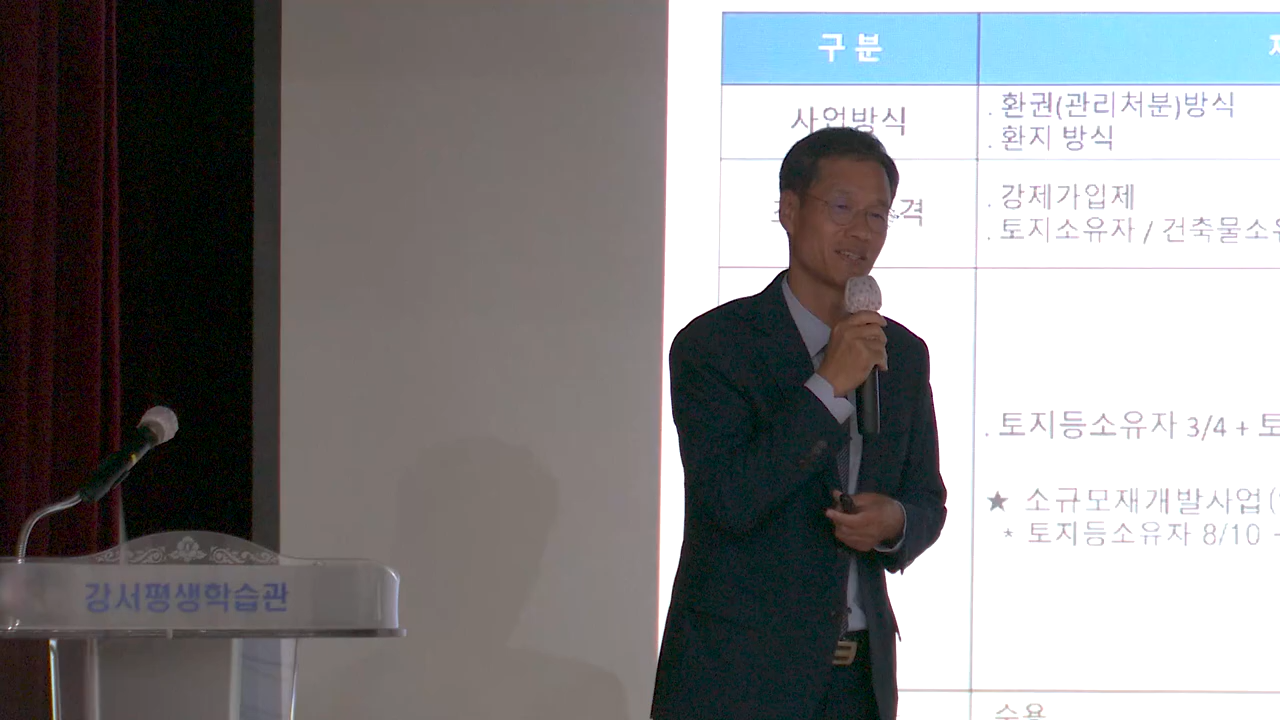 구 분
사업방식
. 환권(관리처분)방식
. 환지 방식
격
. 강제가입제
. 토지소유자 / 건축물소유
. 토지등소유자 3/4 + 토
★ 소규모재개발사업(
* 토지등소유자 8/10
수용
강서평생학습관